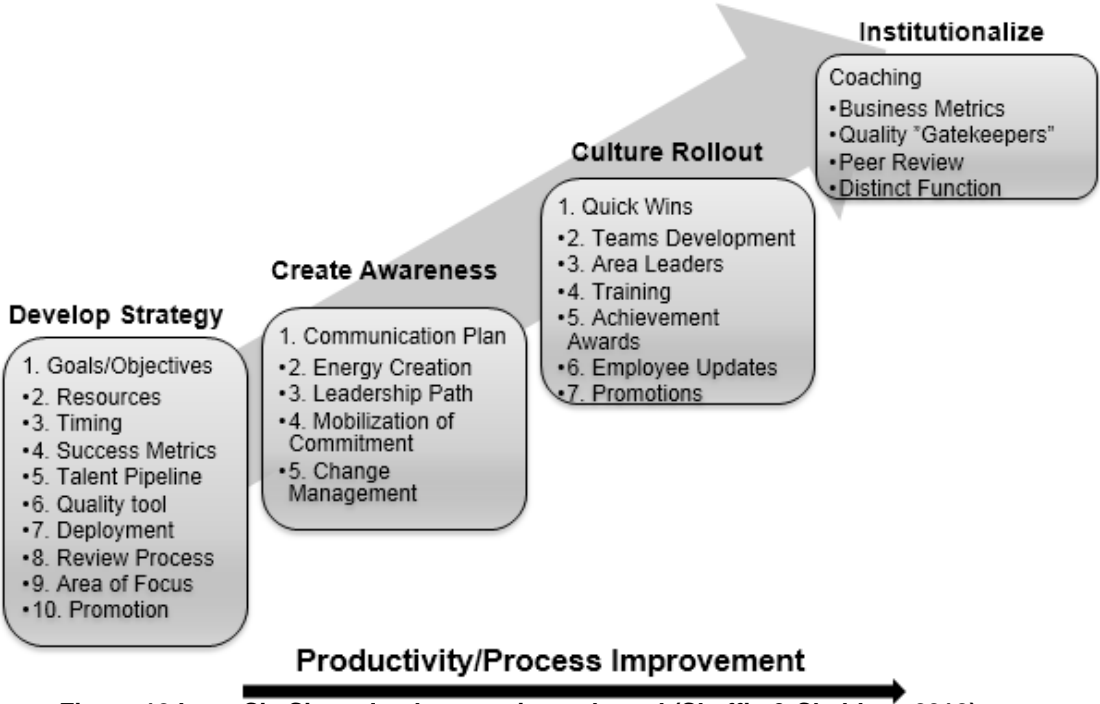 Institutionalize
Coaching
•Business Metrics
•Quality "Gatekeepers"
•Peer Review
•Distinct Function
Culture Rollout
1. Quick Wins
•2. Teams Development
•3. Area Leaders
•4. Training
•5. Achievement
Awards
•6. Employee Updates
•7. Promotions
Create Awareness
1. Communication Plan
•2. Energy Creation
•3. Leadership Path
•4. Mobilization of
Commitment
•5. Change
Management
Develop Strategy
1. Goals/Objectives
•2. Resources
•3. Timing
•4. Success Metrics
•5. Talent Pipeline
•6. Quality tool
•7. Deployment
•8. Review Process
•9. Area of Focus
•10. Promotion
Productivity/Process Improvement